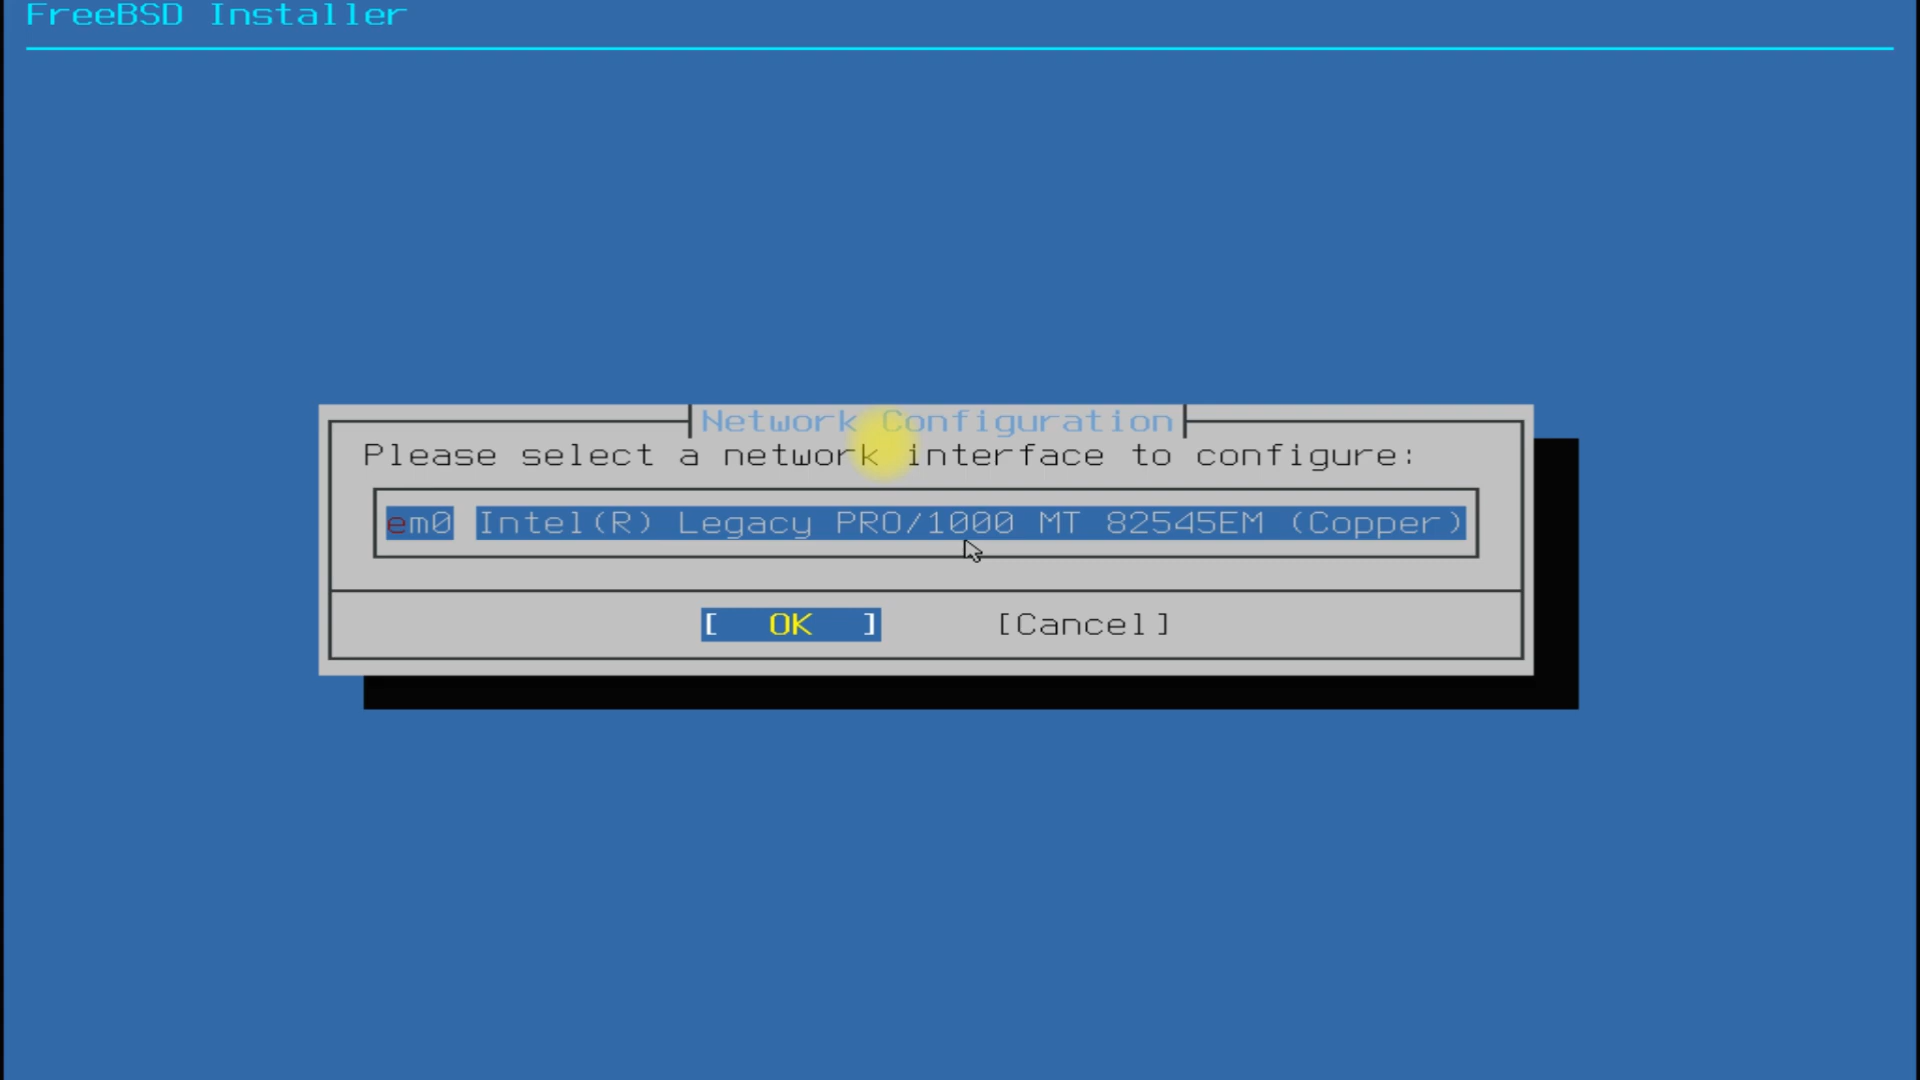 FreeBSD Installer
Network Configuration
Please select a network interface to configure:
em0 Intel(R) Legacy PRO/1000 MT 82545EM (Copper)
[ OK ] [Cancel]